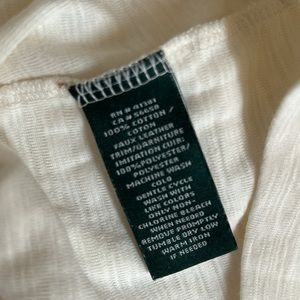 RN # 41381
CA # 56658
100% COTTON /
COTON
FAUX LEATHER
TRIM/GARNITURE
IMITATION CUIR:
100% POLYESTER/
POLYESTER
MACHINE WASH
COLD
GENTLE CYCLE
WASH WITH
LIKE COLORS
ONLY NON-
CHLORINE BLEACH
WHEN NEEDED
REMOVE PROMPTLY
TUMBLE DRY LOW
WARM IRON
IF NEEDED